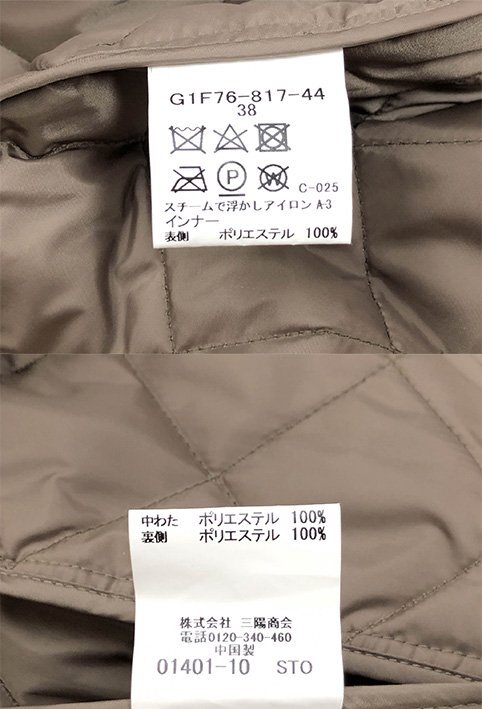 G1F76-817-44
38
C-025
スチームで浮かしアイロン A-3
インナー
表側 ポリエステル 100%
中わた ポリエステル 100%
裏側 ポリエステル 100%
株式会社 三陽商会
電話0120-340-460
中国製
01401-10 STO